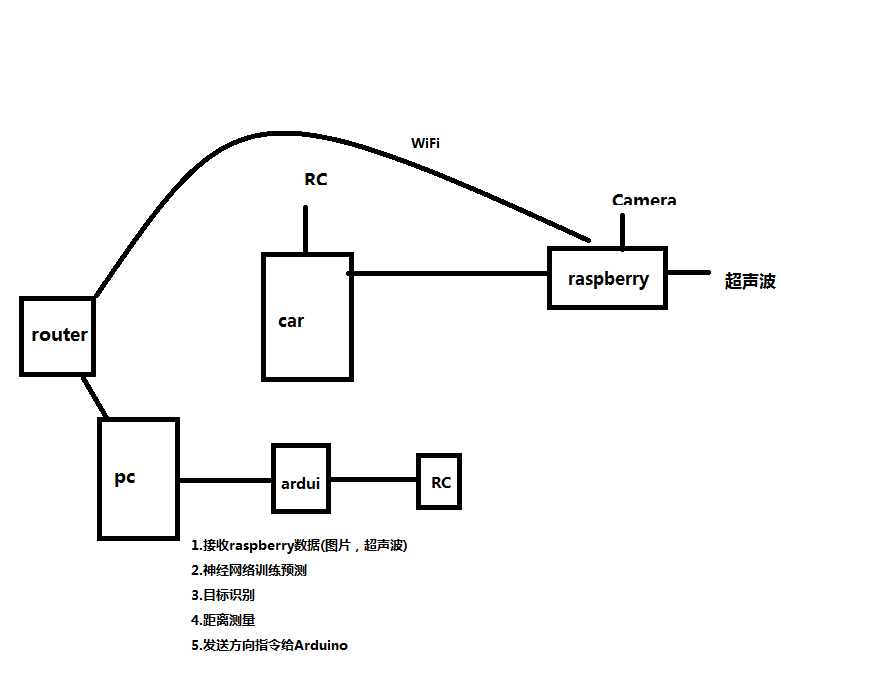 WiFi
RC
Camera
raspberry
超声波
car
router
pc
ardui
RC
1.接收raspberry数据(图片，超声波)
2.神经网络训练预测
3.目标识别
4.距离测量
5.发送方向指令给Arduino